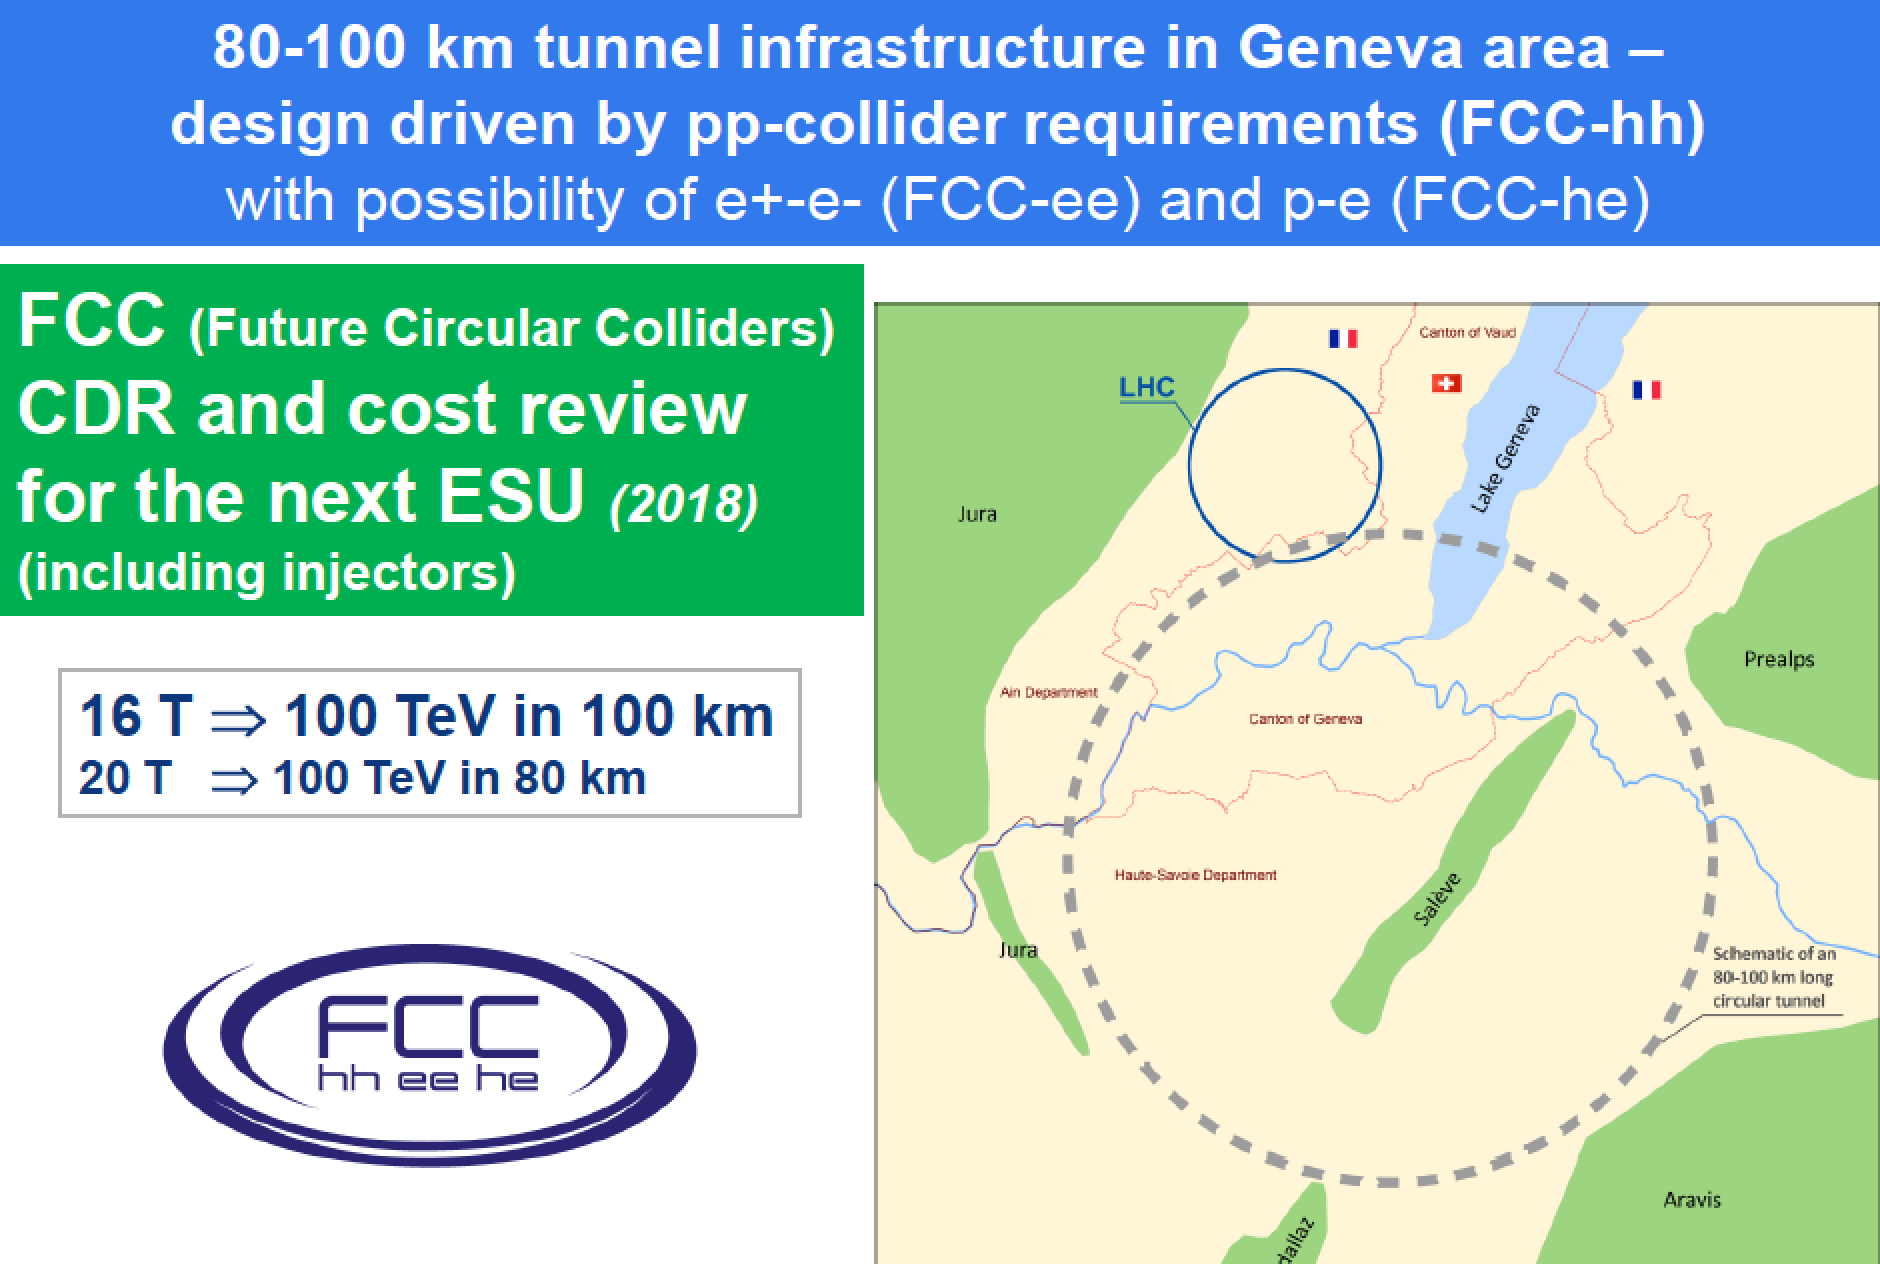 80-100 km tunnel infrastructure in Geneva area –
design driven by pp-collider requirements (FCC-hh)
with possibility of e+-e- (FCC-ee) and p-e (FCC-he)
FCC (Future Circular Colliders)
CDR and cost review
for the next ESU (2018)
(including injectors)
16 T ⇒ 100 TeV in 100 km
20 T ⇒ 100 TeV in 80 km
FCC
hh ee he
Canton of Vaud
LHC
Lake Geneva
Jura
Prealps
Ain Department
Canton of Geneva
Haute-Savoie Department
Salève
Jura
Schematic of an
80-100 km long
circular tunnel
Aravis